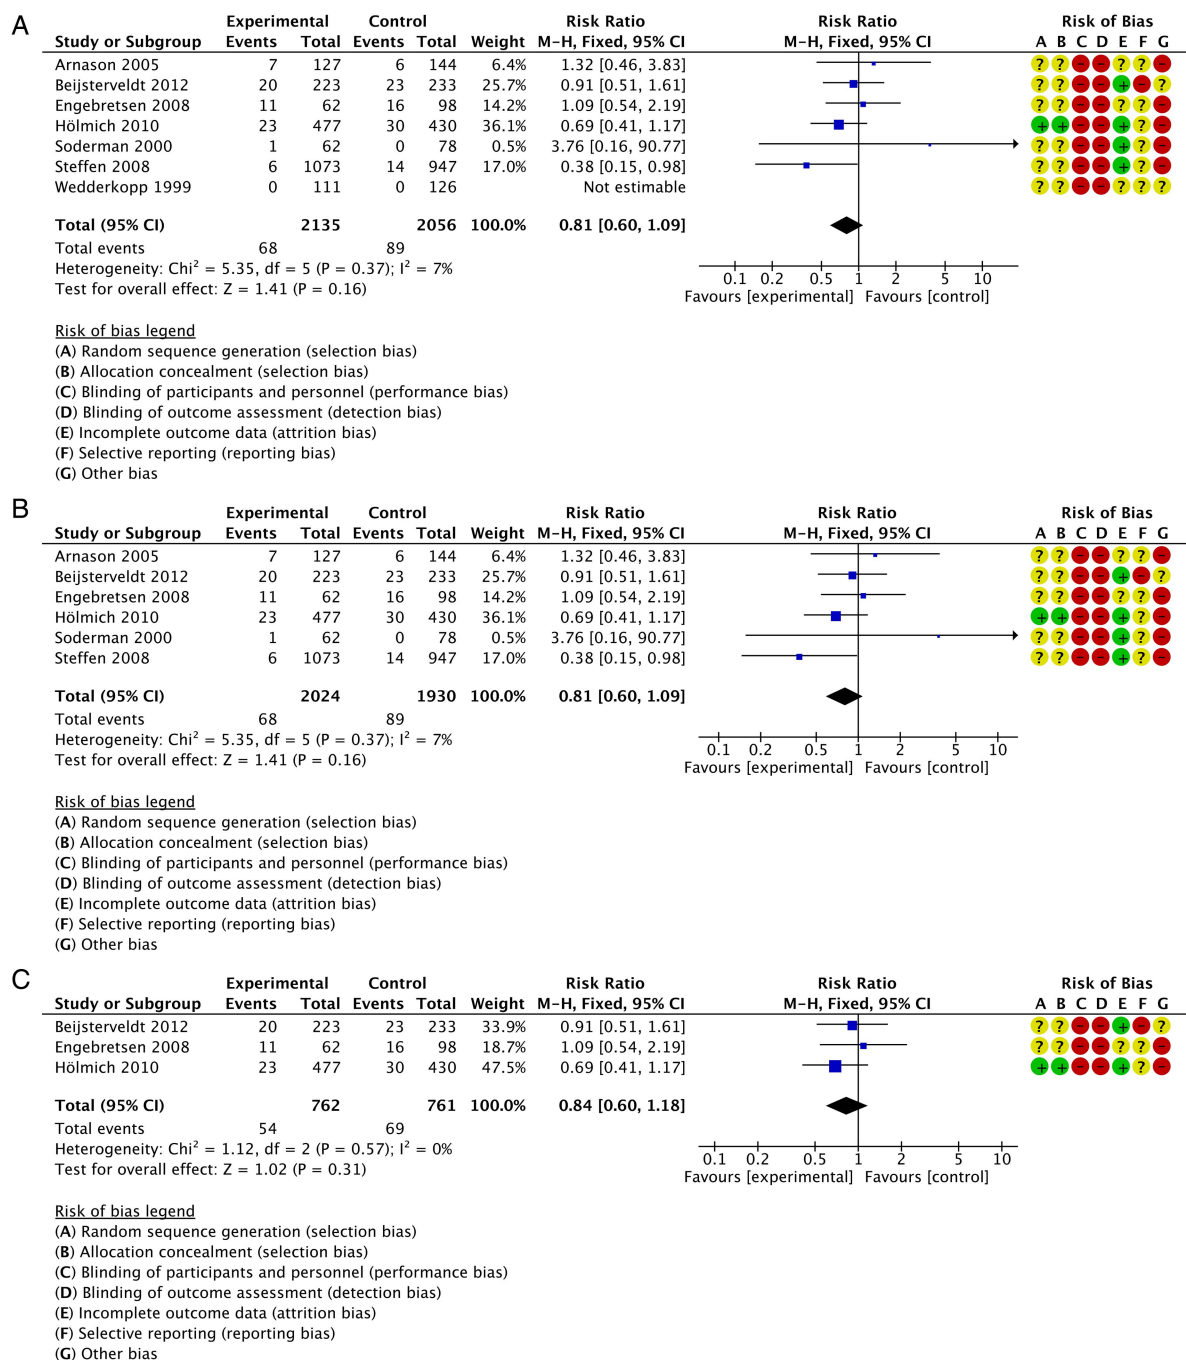 A
Experimental Control Risk Ratio Risk Ratio Risk of Bias
Study or Subgroup Events Total Events Total Weight M-H, Fixed, 95% CI M-H, Fixed, 95% CI A B C D E F G
Arnason 2005 7 127 6 144 6.4% 1.32 [0.46, 3.83] ? ? - - ? ? -
Beijsterveldt 2012 20 223 23 233 25.7% 0.91 [0.51, 1.61] ? ? - - + - ?
Engebretsen 2008 11 62 16 98 14.2% 1.09 [0.54, 2.19] ? ? - - ? ? -
Hölmich 2010 23 477 30 430 36.1% 0.69 [0.41, 1.17] + + - - + ? -
Soderman 2000 1 62 0 78 0.5% 3.76 [0.16, 90.77] ? ? - - + ? -
Steffen 2008 6 1073 14 947 17.0% 0.38 [0.15, 0.98] ? ? - - + ? -
Wedderkopp 1999 0 111 0 126 Not estimable ? ? - - ? ? ?
Total (95% CI) 2135 2056 100.0% 0.81 [0.60, 1.09]
Total events 68 89
Heterogeneity: Chi² = 5.35, df = 5 (P = 0.37); I² = 7%
Test for overall effect: Z = 1.41 (P = 0.16)
0.1 0.2 0.5 1 2 5 10
Favours [experimental] Favours [control]
Risk of bias legend
(A) Random sequence generation (selection bias)
(B) Allocation concealment (selection bias)
(C) Blinding of participants and personnel (performance bias)
(D) Blinding of outcome assessment (detection bias)
(E) Incomplete outcome data (attrition bias)
(F) Selective reporting (reporting bias)
(G) Other bias
B
Experimental Control Risk Ratio Risk Ratio Risk of Bias
Study or Subgroup Events Total Events Total Weight M-H, Fixed, 95% CI M-H, Fixed, 95% CI A B C D E F G
Arnason 2005 7 127 6 144 6.4% 1.32 [0.46, 3.83] ? ? - - ? ? -
Beijsterveldt 2012 20 223 23 233 25.7% 0.91 [0.51, 1.61] ? ? - - + - ?
Engebretsen 2008 11 62 16 98 14.2% 1.09 [0.54, 2.19] ? ? - - ? ? -
Hölmich 2010 23 477 30 430 36.1% 0.69 [0.41, 1.17] + + - - + ? -
Soderman 2000 1 62 0 78 0.5% 3.76 [0.16, 90.77] ? ? - - + ? -
Steffen 2008 6 1073 14 947 17.0% 0.38 [0.15, 0.98] ? ? - - + ? -
Total (95% CI) 2024 1930 100.0% 0.81 [0.60, 1.09]
Total events 68 89
Heterogeneity: Chi² = 5.35, df = 5 (P = 0.37); I² = 7%
Test for overall effect: Z = 1.41 (P = 0.16)
0.1 0.2 0.5 1 2 5 10
Favours [experimental] Favours [control]
Risk of bias legend
(A) Random sequence generation (selection bias)
(B) Allocation concealment (selection bias)
(C) Blinding of participants and personnel (performance bias)
(D) Blinding of outcome assessment (detection bias)
(E) Incomplete outcome data (attrition bias)
(F) Selective reporting (reporting bias)
(G) Other bias
C
Experimental Control Risk Ratio Risk Ratio Risk of Bias
Study or Subgroup Events Total Events Total Weight M-H, Fixed, 95% CI M-H, Fixed, 95% CI A B C D E F G
Beijsterveldt 2012 20 223 23 233 33.9% 0.91 [0.51, 1.61] ? ? - - + - ?
Engebretsen 2008 11 62 16 98 18.7% 1.09 [0.54, 2.19] ? ? - - ? ? -
Hölmich 2010 23 477 30 430 47.5% 0.69 [0.41, 1.17] + + - - + ? -
Total (95% CI) 762 761 100.0% 0.84 [0.60, 1.18]
Total events 54 69
Heterogeneity: Chi² = 1.12, df = 2 (P = 0.57); I² = 0%
Test for overall effect: Z = 1.02 (P = 0.31)
0.1 0.2 0.5 1 2 5 10
Favours [experimental] Favours [control]
Risk of bias legend
(A) Random sequence generation (selection bias)
(B) Allocation concealment (selection bias)
(C) Blinding of participants and personnel (performance bias)
(D) Blinding of outcome assessment (detection bias)
(E) Incomplete outcome data (attrition bias)
(F) Selective reporting (reporting bias)
(G) Other bias